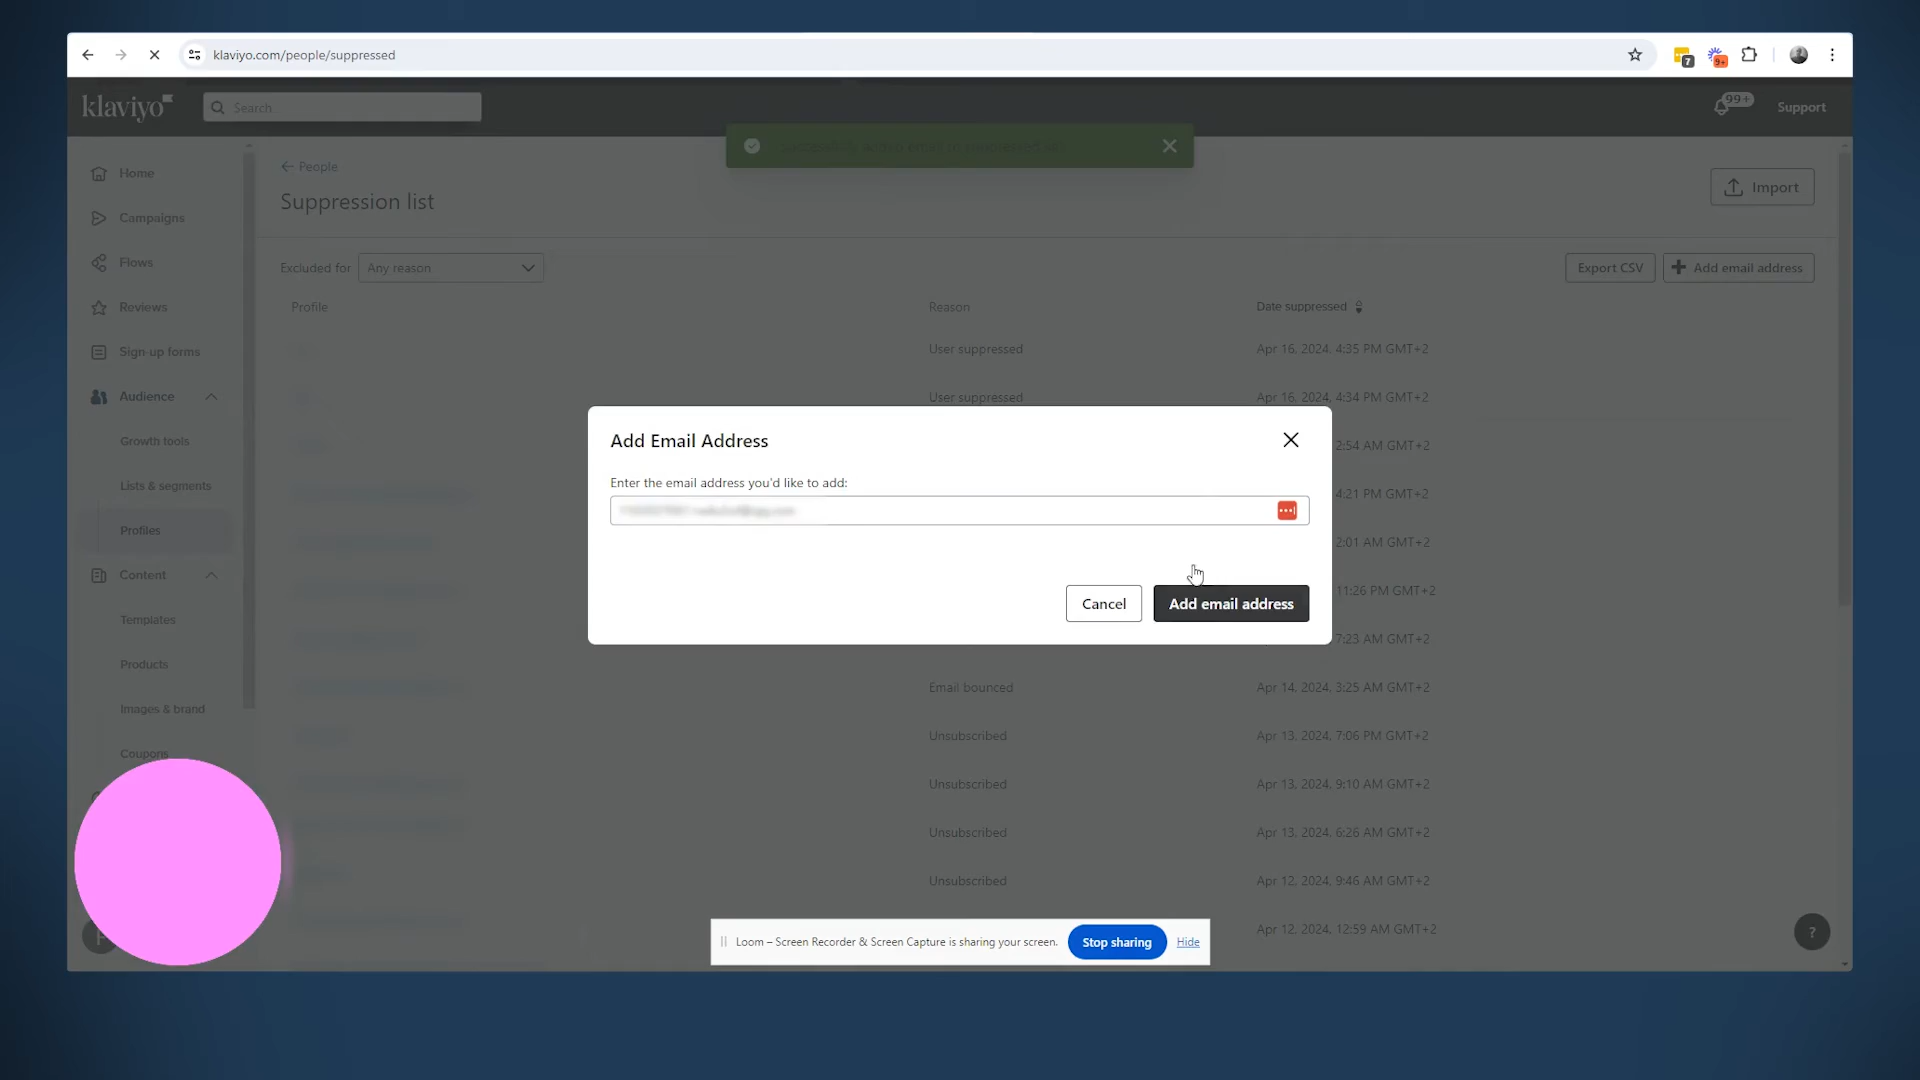 klaviyo.com/people/suppressed
7
9+
klaviyo
Search
99+
Support
Home
Campaigns
Flows
Reviews
Sign-up forms
Audience
Growth tools
Lists & segments
Profiles
Content
Templates
Products
Images & brand
Coupons
People
Suppression list
Import
Excluded for
Any reason
Export CSV
Add email address
Profile
Reason
Date suppressed
User suppressed
Apr 16, 2024, 4:35 PM GMT+2
User suppressed
Apr 16, 2024, 4:34 PM GMT+2
2:54 AM GMT+2
4:21 PM GMT+2
2:01 AM GMT+2
11:26 PM GMT+2
7:23 AM GMT+2
Email bounced
Apr 14, 2024, 3:25 AM GMT+2
Unsubscribed
Apr 13, 2024, 7:06 PM GMT+2
Unsubscribed
Apr 13, 2024, 9:10 AM GMT+2
Unsubscribed
Apr 13, 2024, 6:26 AM GMT+2
Unsubscribed
Apr 12, 2024, 9:46 AM GMT+2
Apr 12, 2024, 12:59 AM GMT+2
Add Email Address
Enter the email address you'd like to add:
Cancel
Add email address
Loom – Screen Recorder & Screen Capture is sharing your screen.
Stop sharing
Hide
?